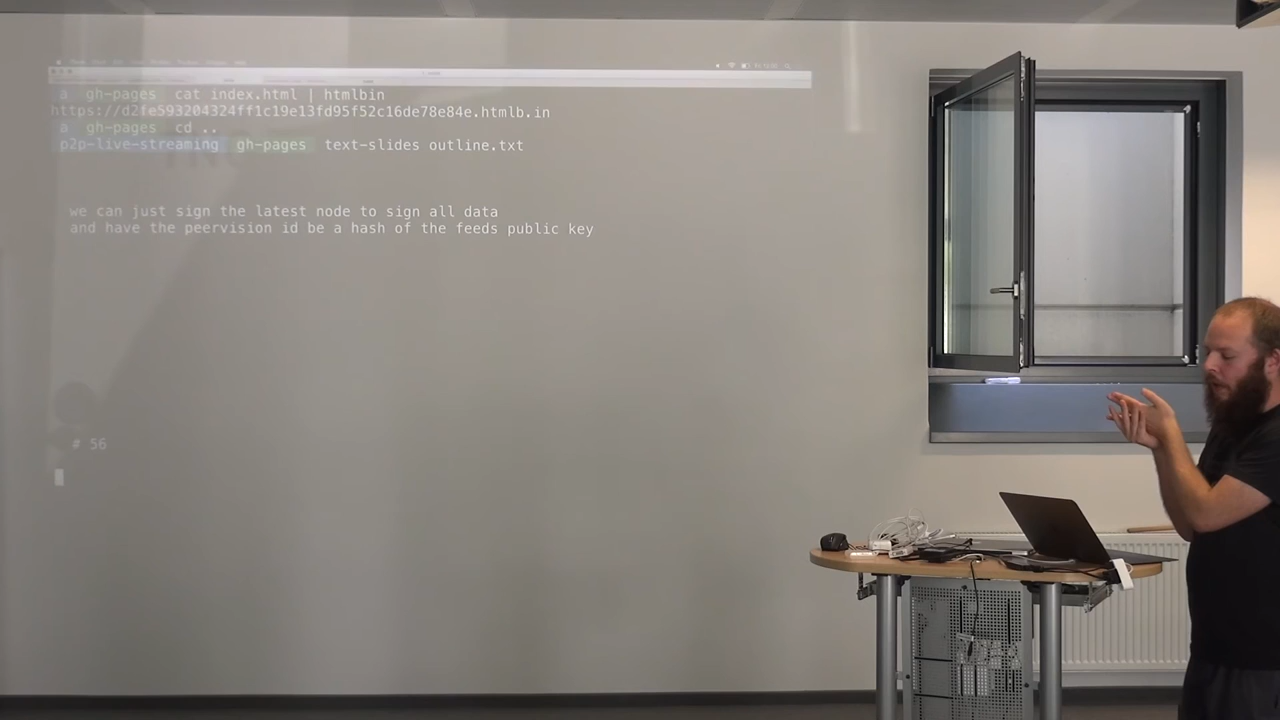 a gh-pages cat index.html | htmlbin
https://d2fe593204324ff1c19e13fd95f52c16de78e84e.htmlb.in
a gh-pages cd ..
p2p-live-streaming gh-pages text-slides outline.txt
we can just sign the latest node to sign all data
and have the peervision id be a hash of the feeds public key
# 56